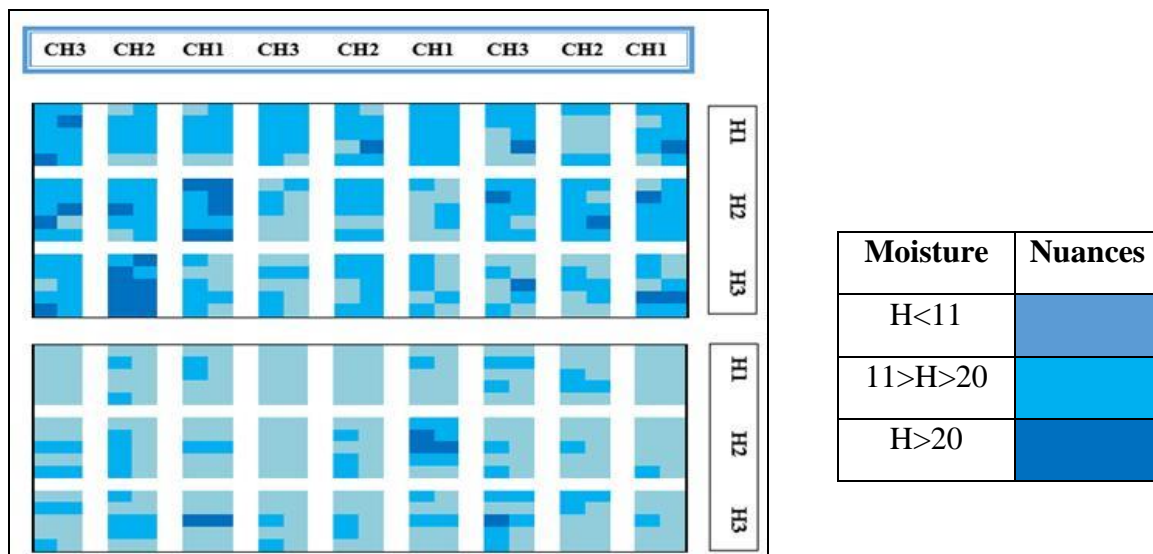 CH3 CH2 CH1 CH3 CH2 CH1 CH3 CH2 CH1
H1
H2
H3
H1
H2
H3
Moisture Nuances
H<11
11>H>20
H>20